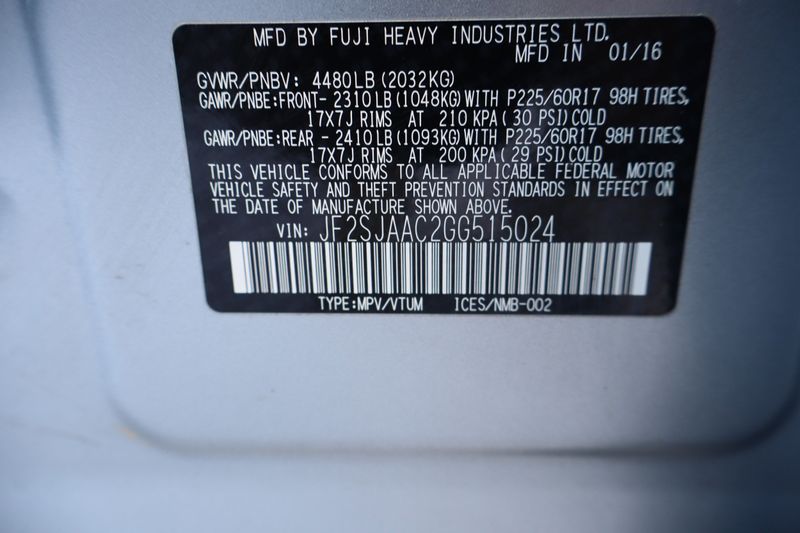 MFD BY FUJI HEAVY INDUSTRIES LTD.
MFD IN 01/16
GVWR/PNBV: 4480LB (2032KG)
GAWR/PNBE:FRONT- 2310LB (1048KG) WITH P225/60R17 98H TIRES,
17X7J RIMS AT 210 KPA (30 PSI) COLD
GAWR/PNBE:REAR - 2410LB (1093KG) WITH P225/60R17 98H TIRES,
17X7J RIMS AT 200 KPA (29 PSI) COLD
THIS VEHICLE CONFORMS TO ALL APPLICABLE FEDERAL MOTOR
VEHICLE SAFETY AND THEFT PREVENTION STANDARDS IN EFFECT ON
THE DATE OF MANUFACTURE SHOWN ABOVE.
VIN: JF2SJAAC2GG515024
TYPE:MPV/VTUM ICES/NMB-002